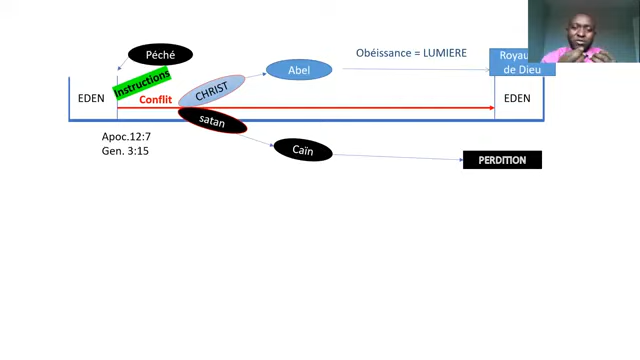 Péché
Obéissance = LUMIERE
Royau
de Dieu
Abel
Instructions
CHRIST
EDEN
Conflit
EDEN
satan
Apoc.12:7
Gen. 3:15
Caïn
PERDITION